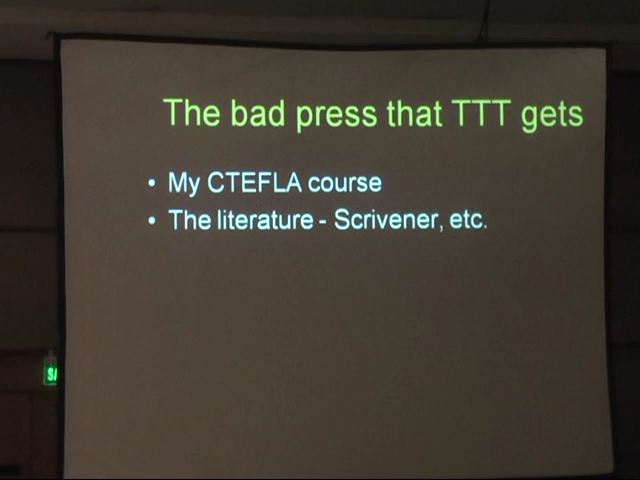 The bad press that TTT gets
• My CTEFLA course
• The literature - Scrivener, etc.